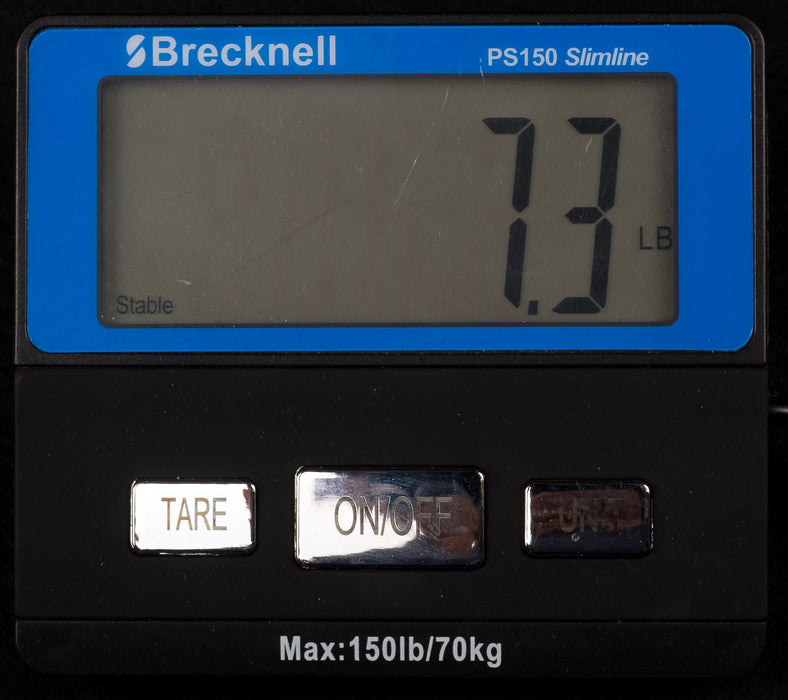 Brecknell PS150 Slimline
7.3
LB
Stable
TARE ON/OFF UNIT
Max:150lb/70kg